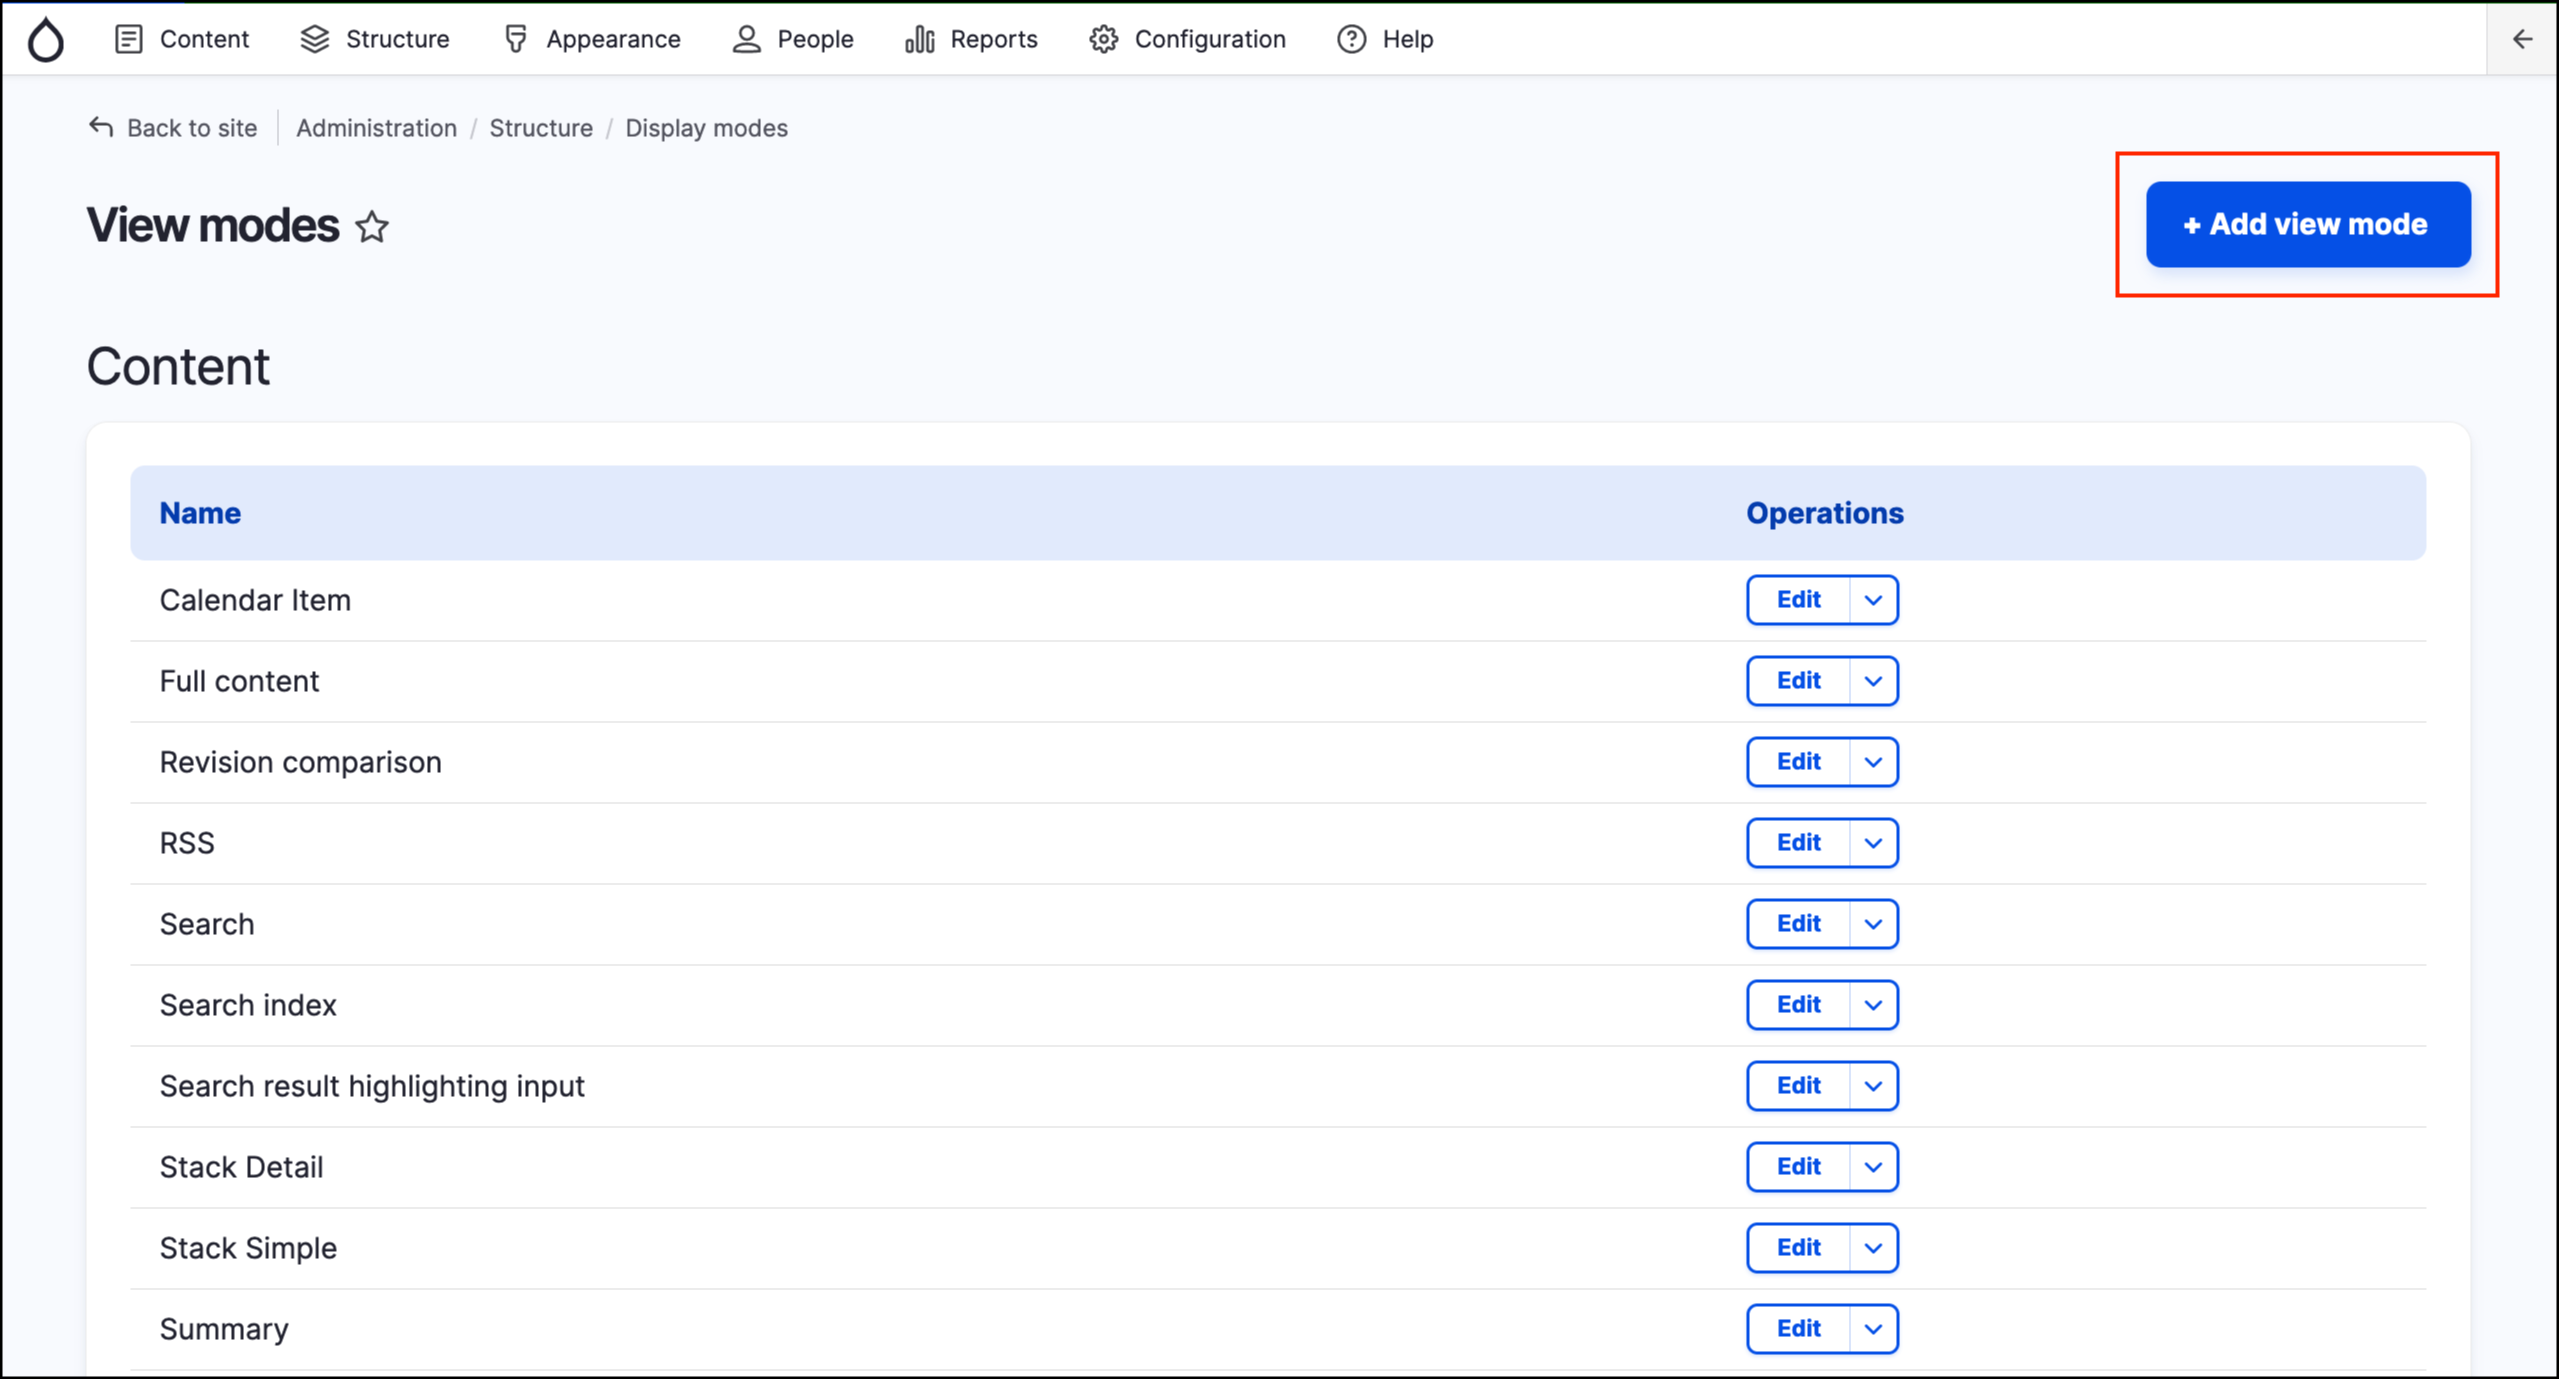 Content Structure Appearance People Reports Configuration Help
Back to site Administration / Structure / Display modes
View modes
+ Add view mode
Content
Name Operations
Calendar Item Edit
Full content Edit
Revision comparison Edit
RSS Edit
Search Edit
Search index Edit
Search result highlighting input Edit
Stack Detail Edit
Stack Simple Edit
Summary Edit